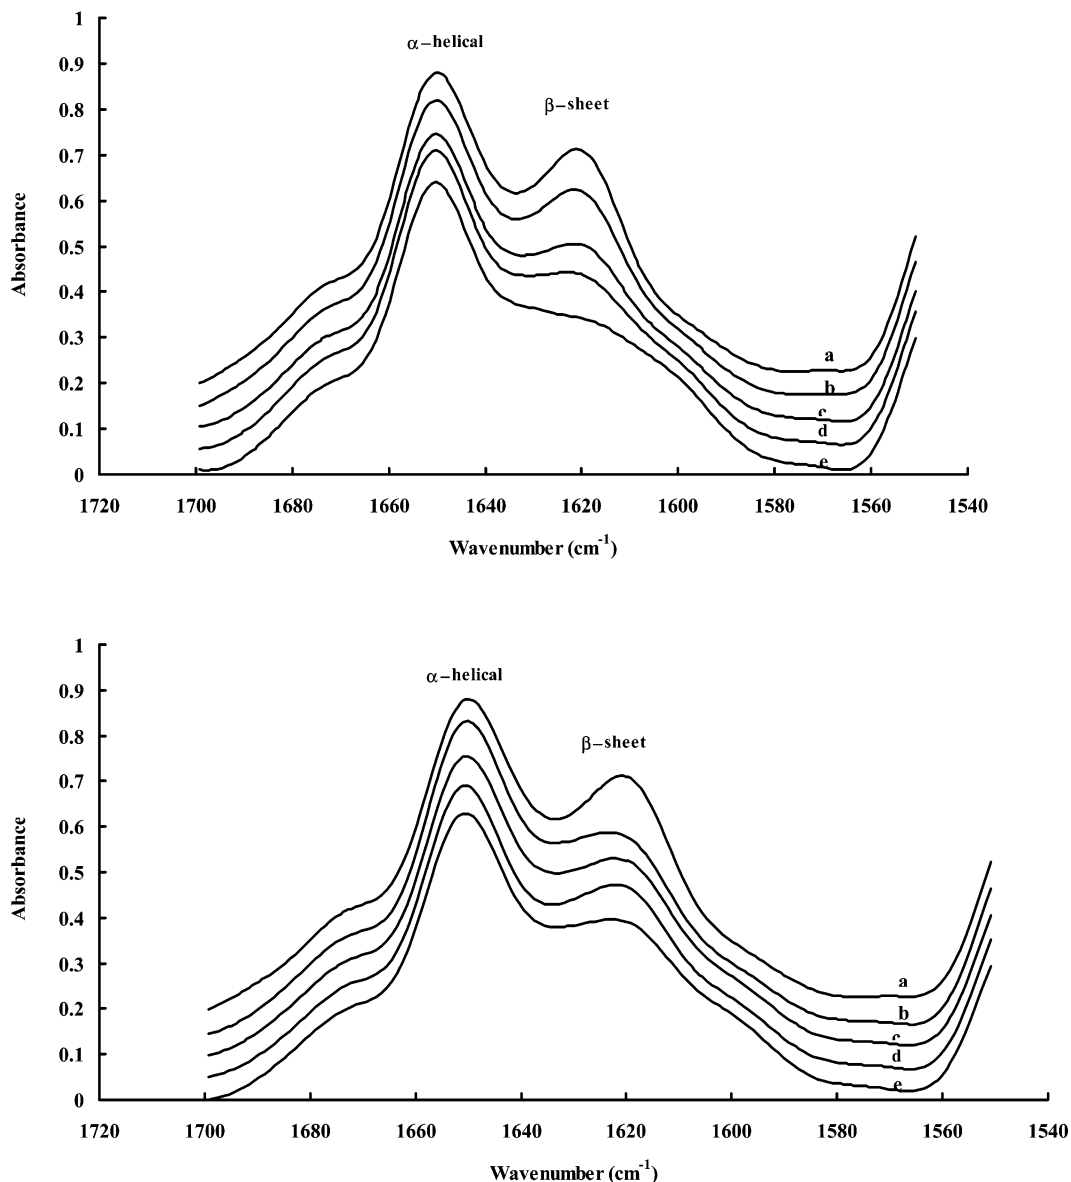 1
0.9
0.8
0.7
0.6
0.5
0.4
0.3
0.2
0.1
0
Absorbance
α−helical
β−sheet
a
b
c
d
e
1720 1700 1680 1660 1640 1620 1600 1580 1560 1540
Wavenumber (cm-1)
1
0.9
0.8
0.7
0.6
0.5
0.4
0.3
0.2
0.1
0
Absorbance
α−helical
β−sheet
a
b
c
d
e
1720 1700 1680 1660 1640 1620 1600 1580 1560 1540
Wavenumber (cm-1)